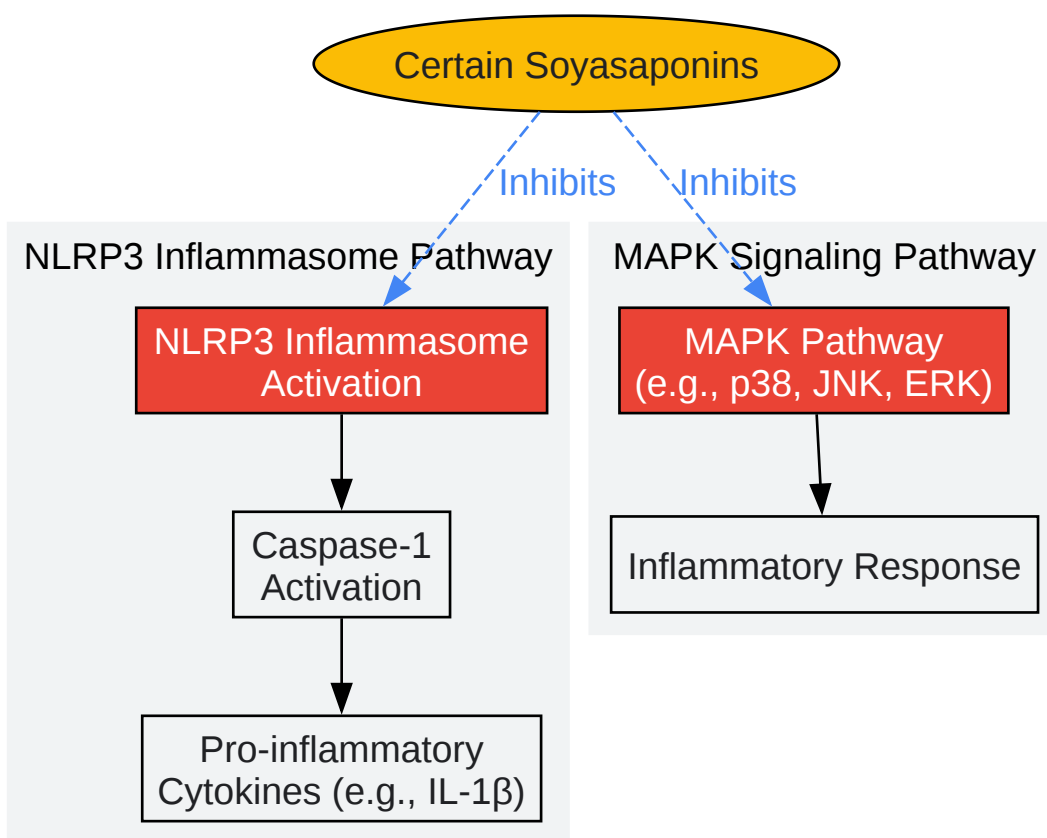 Certain Soyasaponins
Inhibits
Inhibits
NLRP3 Inflammasome Pathway
MAPK Signaling Pathway
NLRP3 Inflammasome
Activation
MAPK Pathway
(e.g., p38, JNK, ERK)
Caspase-1
Activation
Inflammatory Response
Pro-inflammatory
Cytokines (e.g., IL-1β)